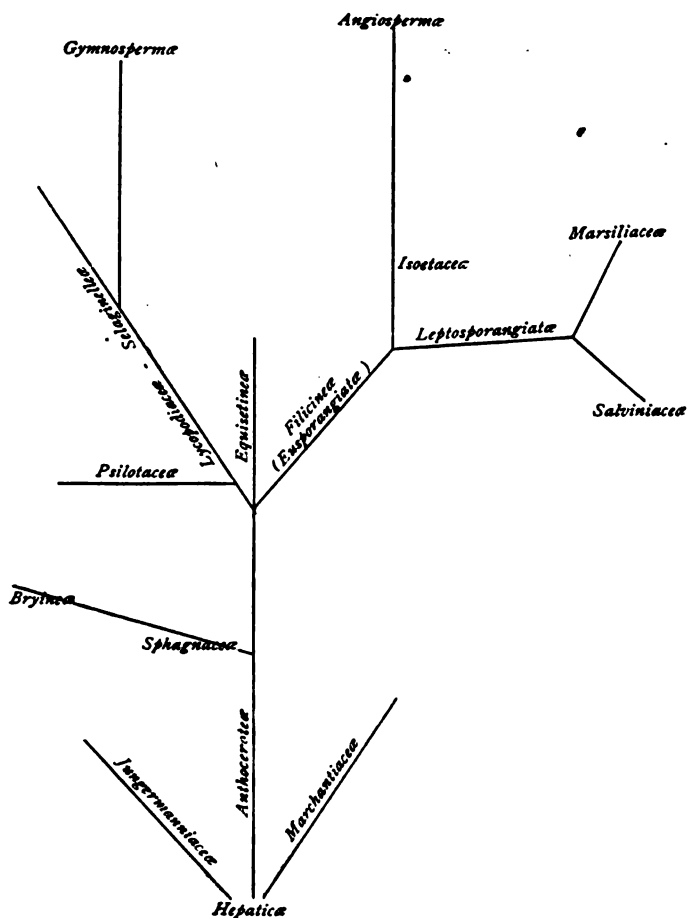 Angiospermæ
Gymnospermæ
Marsiliaceæ
Isoetaceæ
Leptosporangiatæ
Lycopodiaceæ - Selaginelleæ
Equisetineæ
Filicineæ
(Eusporangiatæ)
Salviniaceæ
Psilotaceæ
Bryineæ
Sphagnaceæ
Anthoceroteæ
Jungermanniaceæ
Marchantiaceæ
Hepaticæ